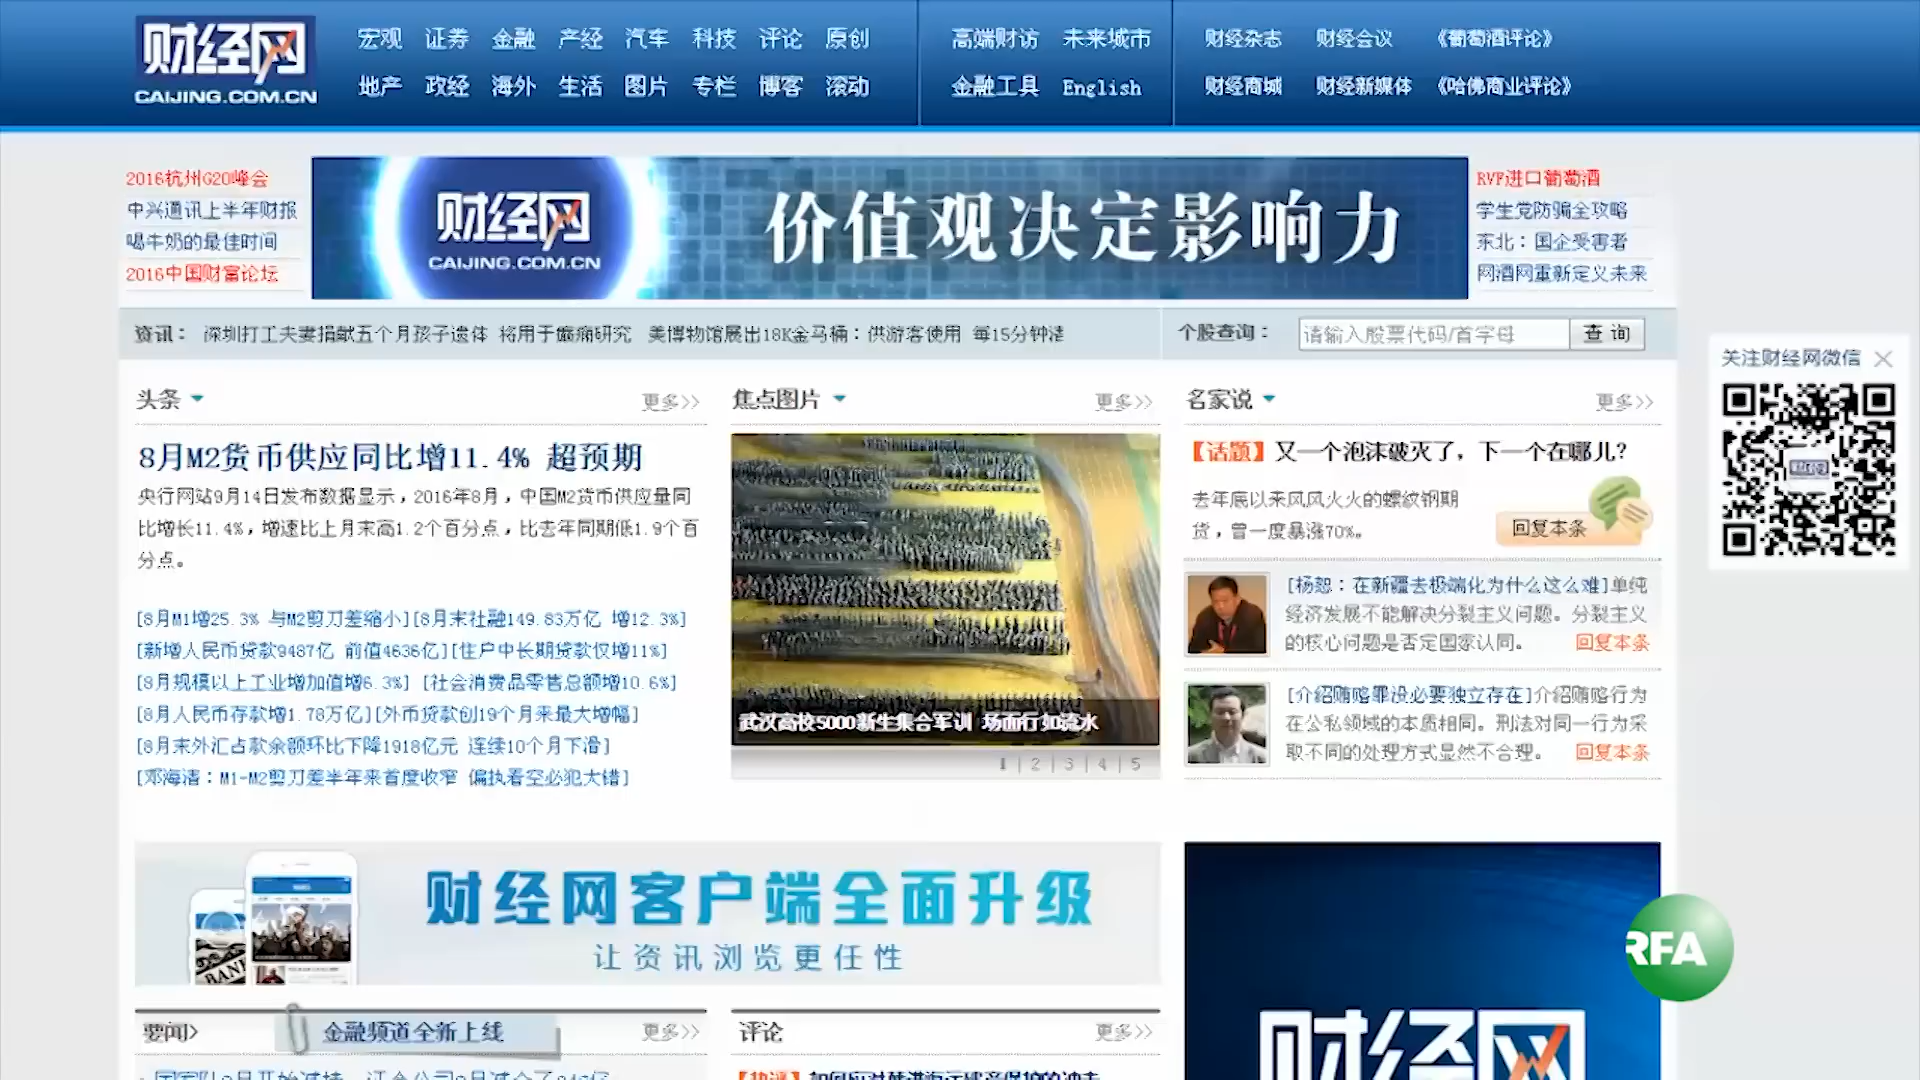 财经网
CAIJING.COM.CN
宏观 证券 金融 产经 汽车 科技 评论 原创
地产 政经 海外 生活 图片 专栏 博客 滚动
高端财访 未来城市
金融工具 English
财经杂志 财经会议 《葡萄酒评论》
财经商城 财经新媒体 《哈佛商业评论》
2016杭州G20峰会
中兴通讯上半年财报
喝牛奶的最佳时间
2016中国财富论坛
财经网
CAIJING.COM.CN
价值观决定影响力
RVF进口葡萄酒
学生党防骗全攻略
东北：国企受害者
网酒网重新定义未来
资讯： 深圳打工夫妻捐献五个月孩子遗体 将用于癫痫研究 美博物馆展出18K金马桶：供游客使用 每15分钟清
个股查询： 请输入股票代码/首字母 查 询
关注财经网微信
头条 更多>>
8月M2货币供应同比增11.4% 超预期
央行网站9月14日发布数据显示，2016年8月，中国M2货币供应量同
比增长11.4%，增速比上月末高1.2个百分点，比去年同期低1.9个百
分点。
[8月M1增25.3% 与M2剪刀差缩小][8月末社融149.83万亿 增12.3%]
[新增人民币贷款9487亿 前值4636亿][住户中长期贷款仅增11%]
[8月规模以上工业增加值增6.3%] [社会消费品零售总额增10.6%]
[8月人民币存款增1.78万亿][外币贷款创19个月来最大增幅]
[8月末外汇占款余额环比下降1918亿元 连续10个月下滑]
[邓海清：M1-M2剪刀差半年来首度收窄 偏执看空必犯大错]
焦点图片 更多>>
武汉高校5000新生集合军训 场面行如流水
1 | 2 | 3 | 4 | 5
名家说 更多>>
【话题】又一个泡沫破灭了，下一个在哪儿？
去年底以来风风火火的螺纹钢期
货，曾一度暴涨70%。
回复本条
[杨恕：在新疆去极端化为什么这么难]单纯
经济发展不能解决分裂主义问题。分裂主义
的核心问题是否定国家认同。 回复本条
[介绍贿赂罪没必要独立存在]介绍贿赂行为
在公私领域的本质相同。刑法对同一行为采
取不同的处理方式显然不合理。 回复本条
财经网客户端全面升级
让资讯浏览更任性
BANK
RFA
财经网
要闻> 金融频道全新上线 更多>>
评论 更多>>